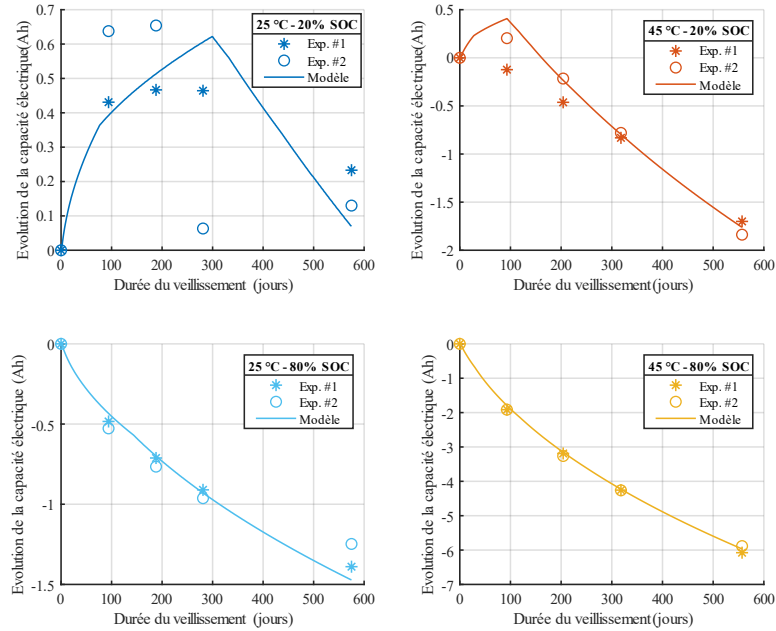 25 °C - 20% SOC
Exp. #1
Exp. #2
Modèle
Evolution de la capacité électrique(Ah)
0.7
0.6
0.5
0.4
0.3
0.2
0.1
0
0 100 200 300 400 500 600
Durée du veillissement (jours)
45 °C - 20% SOC
Exp. #1
Exp. #2
Modèle
Evolution de la capacité électrique(Ah)
0.5
0
-0.5
-1
-1.5
-2
0 100 200 300 400 500 600
Durée du veillissement(jours)
25 °C - 80% SOC
Exp. #1
Exp. #2
Modèle
Evolution de la capacité électrique (Ah)
0
-0.5
-1
-1.5
0 100 200 300 400 500 600
Durée du veillissement (jours)
45 °C - 80% SOC
Exp. #1
Exp. #2
Modèle
Evolution de la capacité électrique (Ah)
0
-1
-2
-3
-4
-5
-6
-7
0 100 200 300 400 500 600
Durée du veillissement(jours)